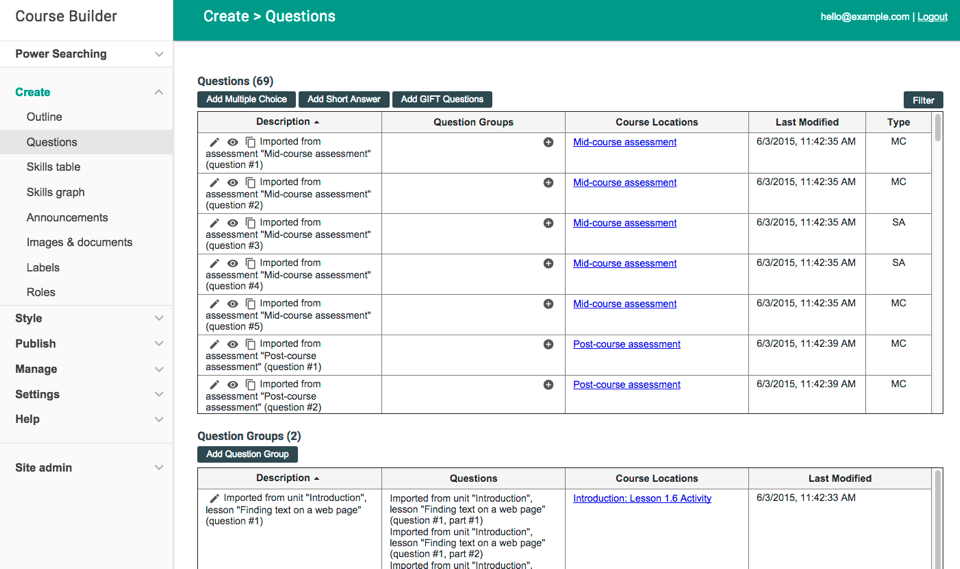 Course Builder
Create > Questions
hello@example.com | Logout
Power Searching
Create
Outline
Questions
Skills table
Skills graph
Announcements
Images & documents
Labels
Roles
Style
Publish
Manage
Settings
Help
Site admin
Questions (69)
Add Multiple Choice Add Short Answer Add GIFT Questions Filter
Description Question Groups Course Locations Last Modified Type
Imported from Mid-course assessment 6/3/2015, 11:42:35 AM MC
assessment "Mid-course assessment"
(question #1)
Imported from Mid-course assessment 6/3/2015, 11:42:35 AM MC
assessment "Mid-course assessment"
(question #2)
Imported from Mid-course assessment 6/3/2015, 11:42:35 AM SA
assessment "Mid-course assessment"
(question #3)
Imported from Mid-course assessment 6/3/2015, 11:42:35 AM SA
assessment "Mid-course assessment"
(question #4)
Imported from Mid-course assessment 6/3/2015, 11:42:35 AM MC
assessment "Mid-course assessment"
(question #5)
Imported from Post-course assessment 6/3/2015, 11:42:39 AM MC
assessment "Post-course
assessment" (question #1)
Imported from Post-course assessment 6/3/2015, 11:42:39 AM MC
assessment "Post-course
assessment" (question #2)
Question Groups (2)
Add Question Group
Description Questions Course Locations Last Modified
Imported from unit "Introduction",
lesson "Finding text on a web page"
(question #1)
Imported from unit "Introduction",
lesson "Finding text on a web page"
(question #1, part #1)
Imported from unit "Introduction",
lesson "Finding text on a web page"
(question #1, part #2)
Imported from unit "Introduction",
Introduction: Lesson 1.6 Activity
6/3/2015, 11:42:33 AM